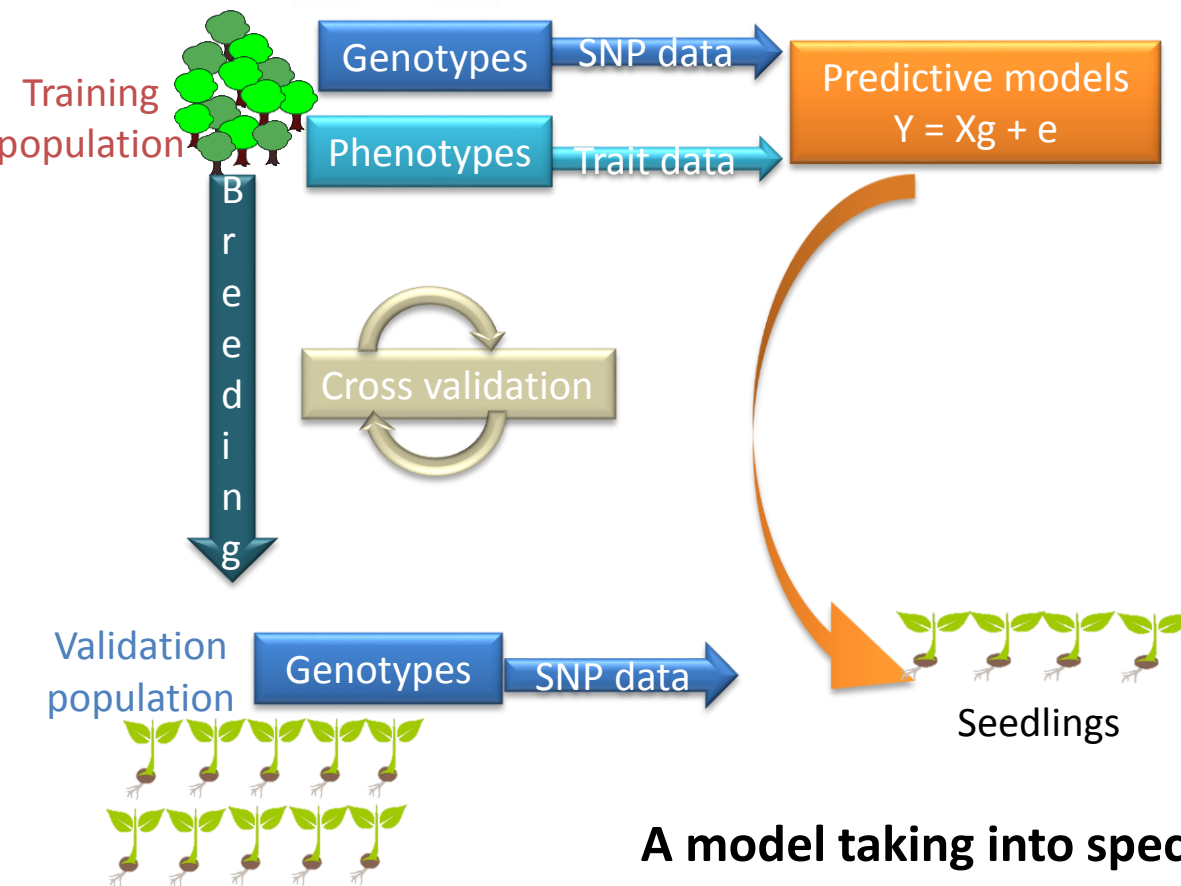 Training
population
Genotypes
SNP data
Phenotypes
Trait data
Predictive models
Y = Xg + e
Breeding
Cross validation
Validation
population
Genotypes
SNP data
Seedlings
A model taking into